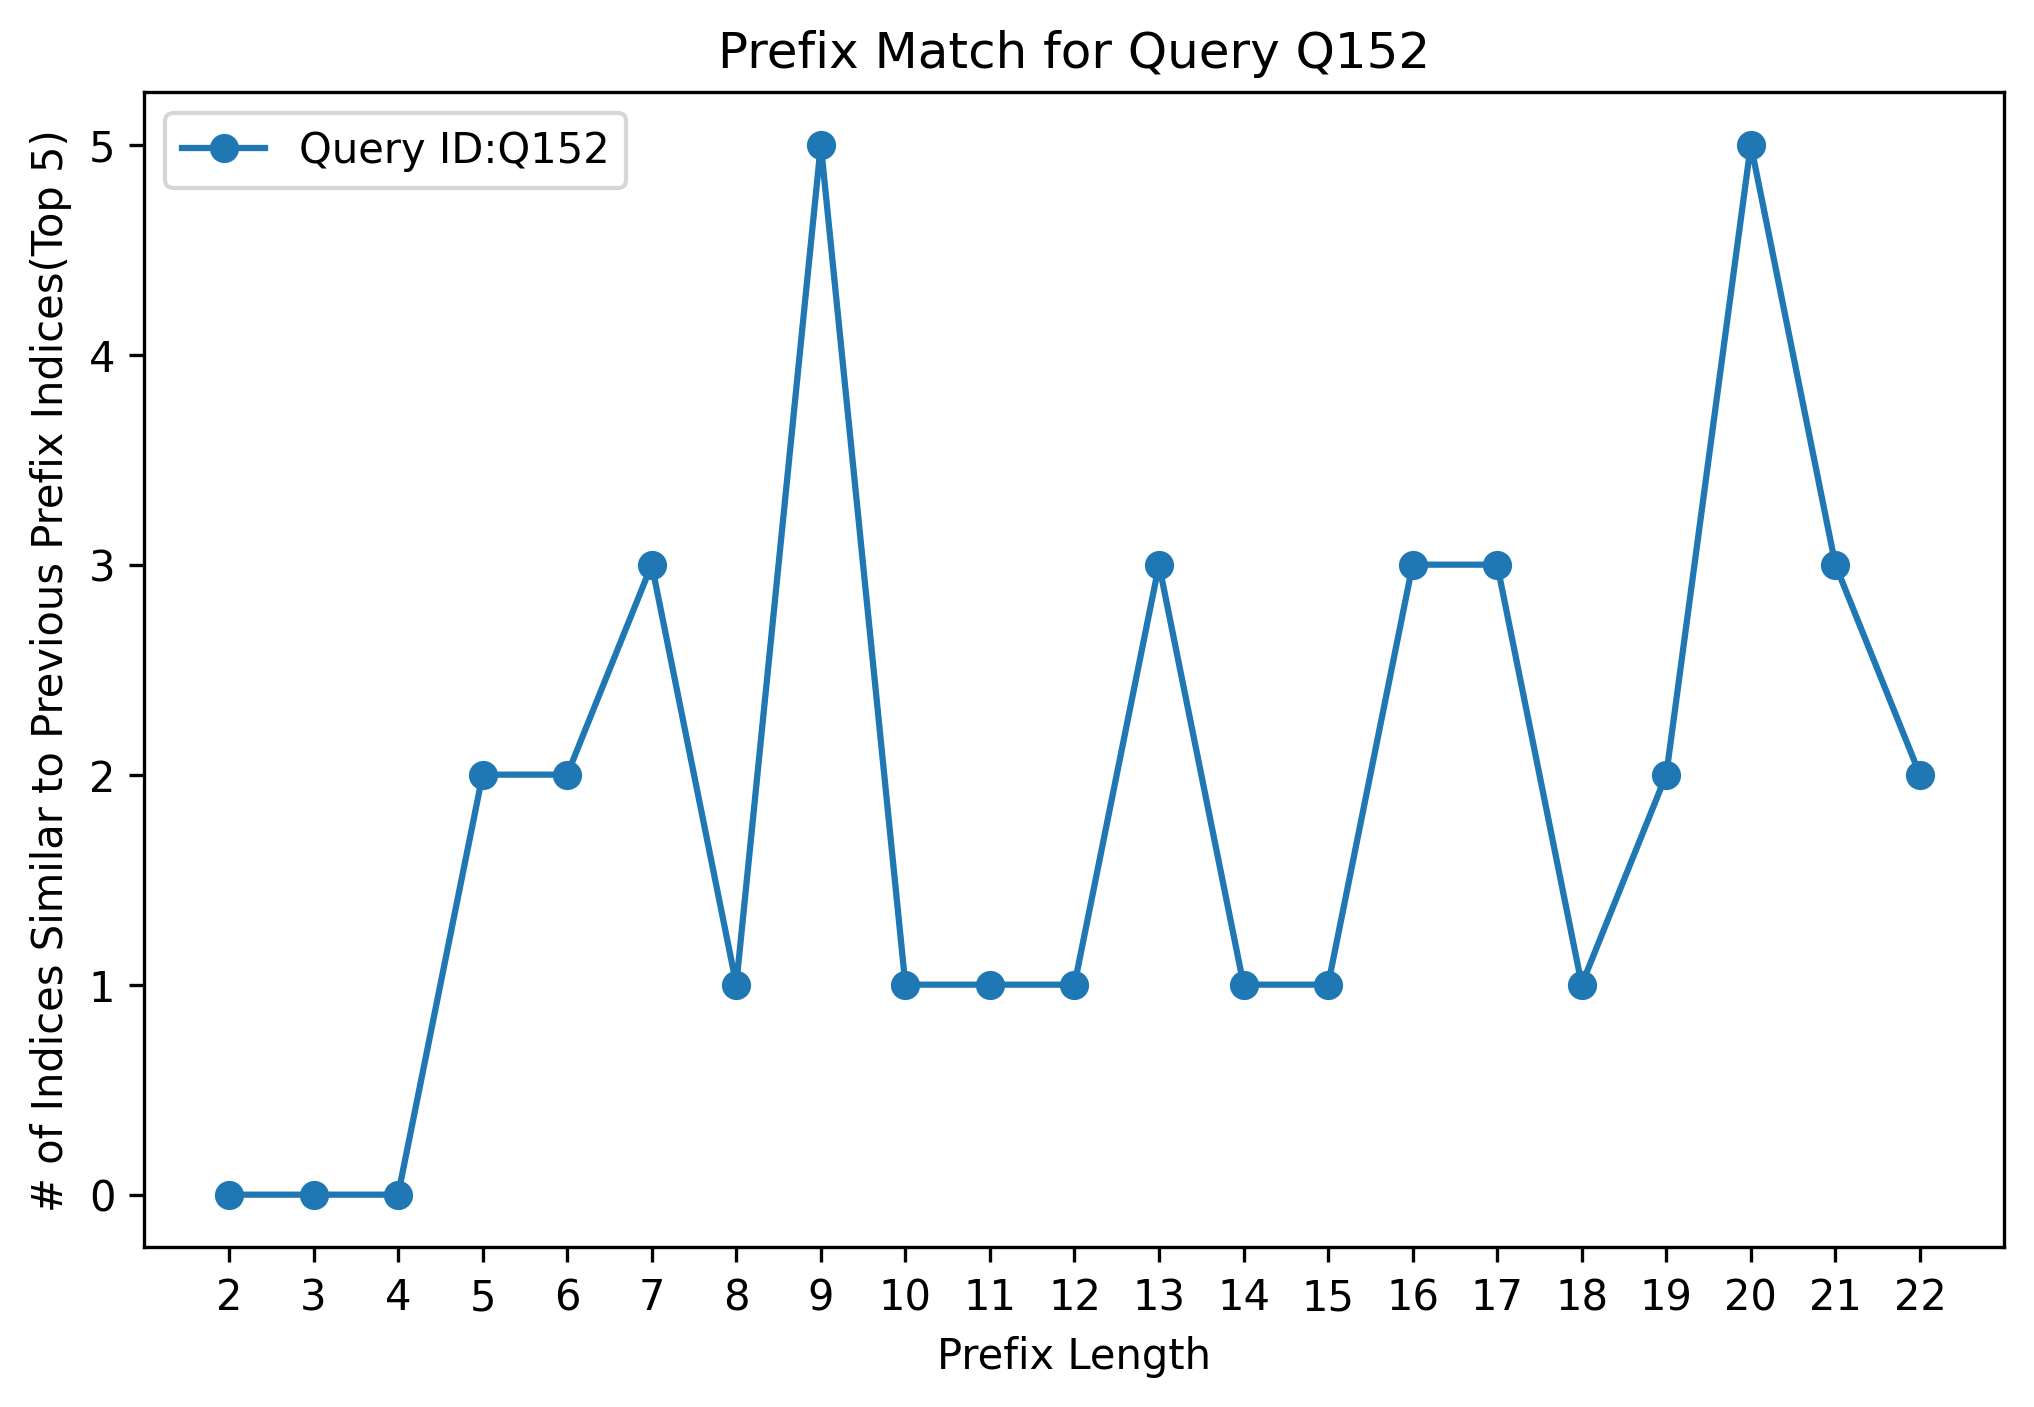 Prefix Match for Query Q152
Query ID:Q152
# of Indices Similar to Previous Prefix Indices(Top 5)
5
4
3
2
1
0
2 3 4 5 6 7 8 9 10 11 12 13 14 15 16 17 18 19 20 21 22
Prefix Length